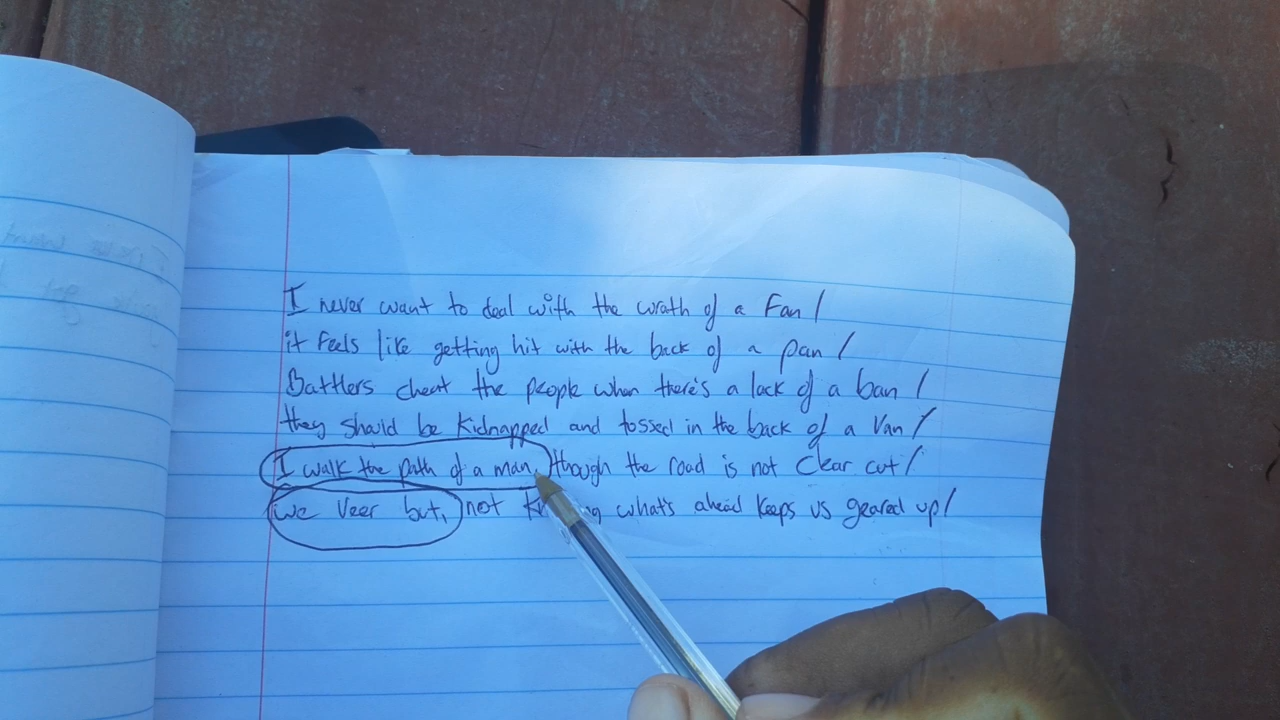 I never want to deal with the wrath of a Fan /
it Feels like getting hit with the back of a pan /
Battlers cheat the people when there's a lack of a ban /
they should be kidnapped and tossed in the back of a Van /
I walk the path of a man, though the road is not clear cut /
we veer but, not what's ahead keeps us geared up /